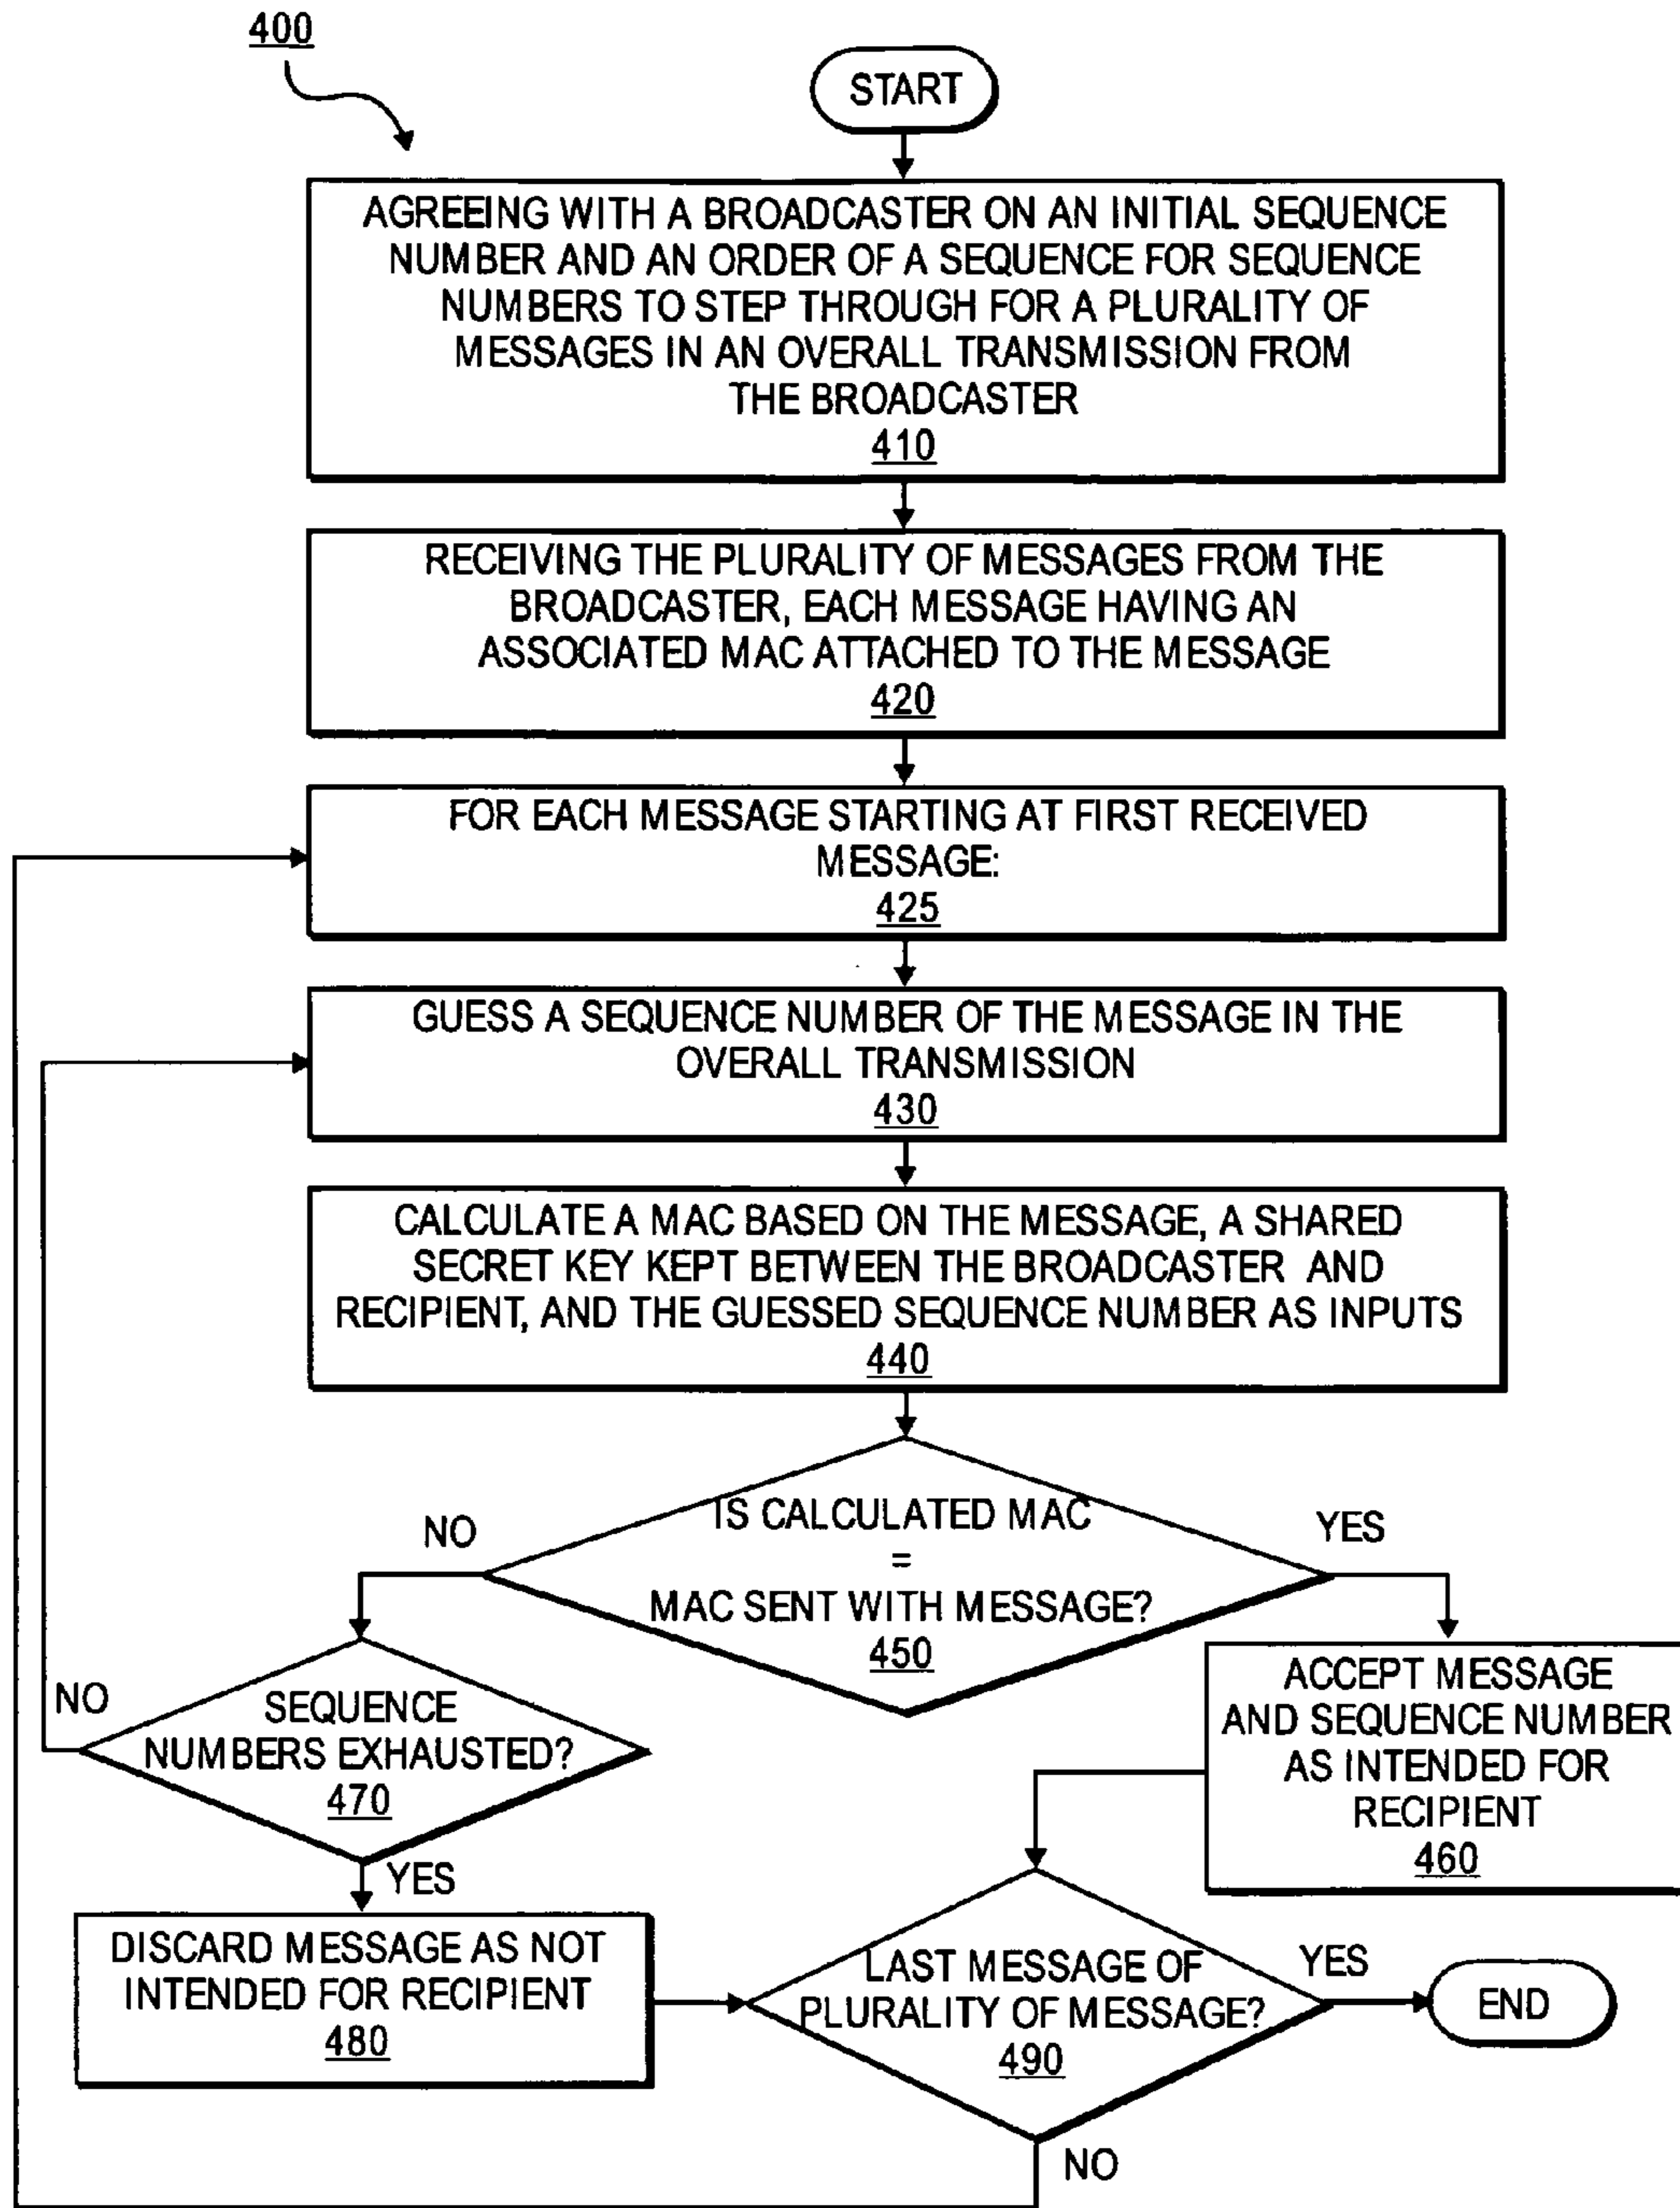 400
START
AGREEING WITH A BROADCASTER ON AN INITIAL SEQUENCE
NUMBER AND AN ORDER OF A SEQUENCE FOR SEQUENCE
NUMBERS TO STEP THROUGH FOR A PLURALITY OF
MESSAGES IN AN OVERALL TRANSMISSION FROM
THE BROADCASTER
410
RECEIVING THE PLURALITY OF MESSAGES FROM THE
BROADCASTER, EACH MESSAGE HAVING AN
ASSOCIATED MAC ATTACHED TO THE MESSAGE
420
FOR EACH MESSAGE STARTING AT FIRST RECEIVED
MESSAGE:
425
GUESS A SEQUENCE NUMBER OF THE MESSAGE IN THE
OVERALL TRANSMISSION
430
CALCULATE A MAC BASED ON THE MESSAGE, A SHARED
SECRET KEY KEPT BETWEEN THE BROADCASTER AND
RECIPIENT, AND THE GUESSED SEQUENCE NUMBER AS INPUTS
440
IS CALCULATED MAC
=
MAC SENT WITH MESSAGE?
450
NO
YES
ACCEPT MESSAGE
AND SEQUENCE NUMBER
AS INTENDED FOR
RECIPIENT
460
SEQUENCE
NUMBERS EXHAUSTED?
470
NO
YES
DISCARD MESSAGE AS NOT
INTENDED FOR RECIPIENT
480
LAST MESSAGE OF
PLURALITY OF MESSAGE?
490
YES
END
NO